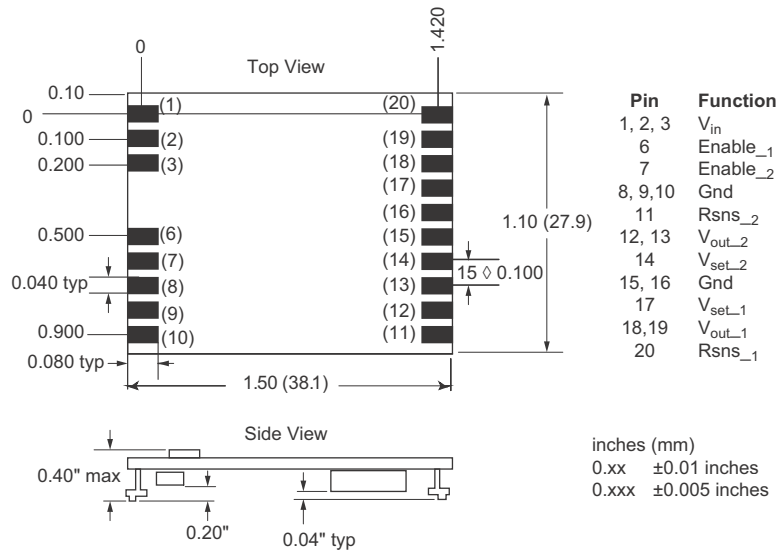 0
1.420
Top View
0.10
0
0.100
0.200
0.500
0.040 typ
0.900
0.080 typ
(1)
(2)
(3)
(6)
(7)
(8)
(9)
(10)
(20)
(19)
(18)
(17)
(16)
(15)
(14)
(13)
(12)
(11)
15 ◊ 0.100
1.10 (27.9)
1.50 (38.1)
Pin Function
1, 2, 3 Vin
6 Enable_1
7 Enable_2
8, 9,10 Gnd
11 Rsns_2
12, 13 Vout_2
14 Vset_2
15, 16 Gnd
17 Vset_1
18,19 Vout_1
20 Rsns_1
Side View
0.40" max
0.20"
0.04" typ
inches (mm)
0.xx ±0.01 inches
0.xxx ±0.005 inches